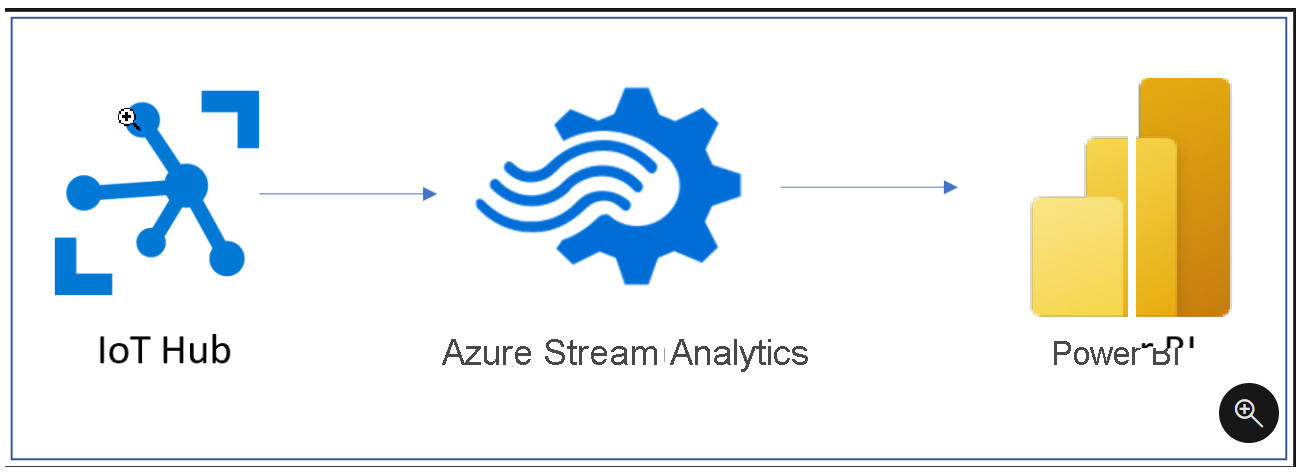 IoT Hub
Azure Stream Analytics
Power BI